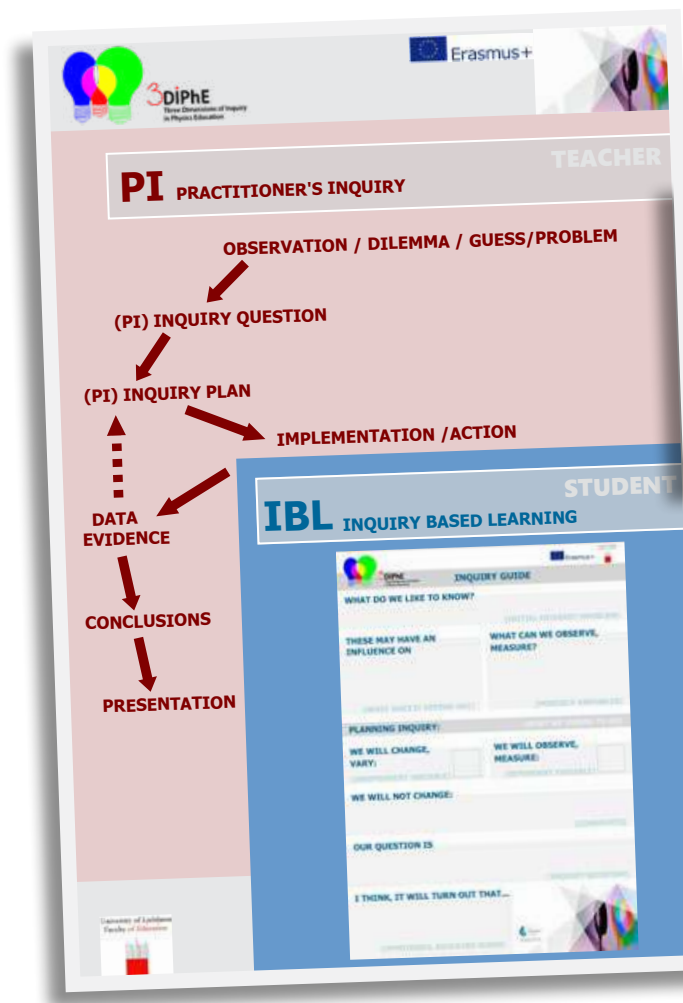 Erasmus+
3DIPhE
Three Dimensions of Inquiry
in Physics Education
TEACHER
PI PRACTITIONER'S INQUIRY
OBSERVATION / DILEMMA / GUESS/PROBLEM
(PI) INQUIRY QUESTION
(PI) INQUIRY PLAN
IMPLEMENTATION /ACTION
DATA
EVIDENCE
CONCLUSIONS
PRESENTATION
STUDENT
IBL INQUIRY BASED LEARNING
3DIPhE
Erasmus+
INQUIRY GUIDE
WHAT DO WE LIKE TO KNOW?
THESE MAY HAVE AN
INFLUENCE ON
WHAT CAN WE OBSERVE,
MEASURE?
PLANNING INQUIRY:
WE WILL CHANGE,
VARY:
WE WILL OBSERVE,
MEASURE:
WE WILL NOT CHANGE:
OUR QUESTION IS
I THINK, IT WILL TURN OUT THAT...
University of Ljubljana
Faculty of Education